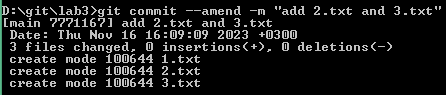 D:\git\lab3>git commit --amend -m "add 2.txt and 3.txt"
[main 7771167] add 2.txt and 3.txt
 Date: Thu Nov 16 16:09:09 2023 +0300
 3 files changed, 0 insertions(+), 0 deletions(-)
 create mode 100644 1.txt
 create mode 100644 2.txt
 create mode 100644 3.txt